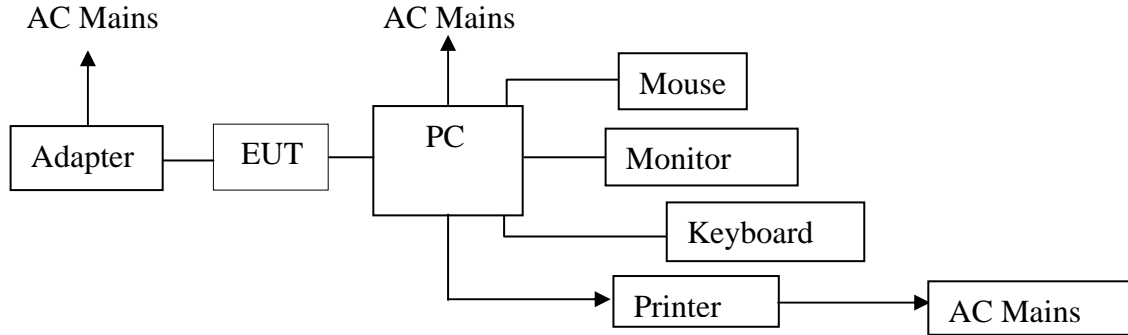 AC Mains
AC Mains
Mouse
Adapter
EUT
PC
Monitor
Keyboard
Printer
AC Mains